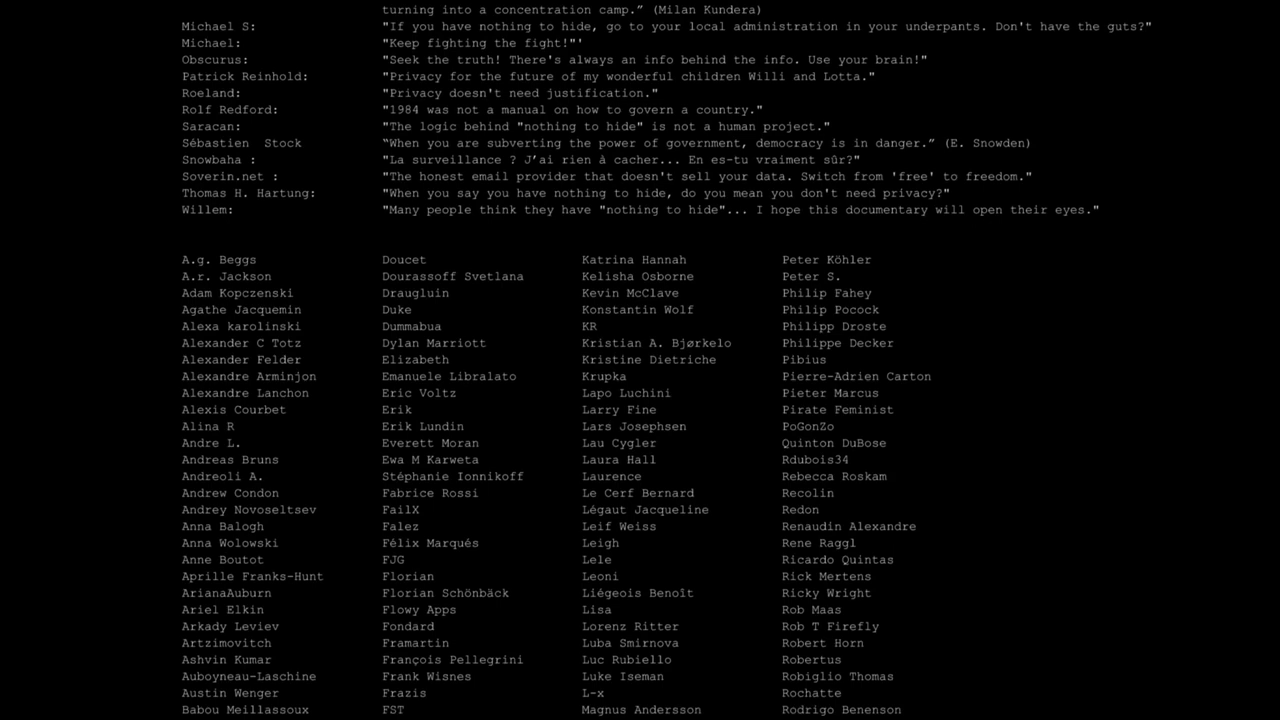 turning into a concentration camp.” (Milan Kundera)
Michael S: "If you have nothing to hide, go to your local administration in your underpants. Don't have the guts?"
Michael: "Keep fighting the fight!"'
Obscurus: "Seek the truth! There's always an info behind the info. Use your brain!"
Patrick Reinhold: "Privacy for the future of my wonderful children Willi and Lotta."
Roeland: "Privacy doesn't need justification."
Rolf Redford: "1984 was not a manual on how to govern a country."
Saracan: "The logic behind "nothing to hide" is not a human project."
Sébastien Stock “When you are subverting the power of government, democracy is in danger.” (E. Snowden)
Snowbaha : "La surveillance ? J’ai rien à cacher... En es-tu vraiment sûr?"
Soverin.net : "The honest email provider that doesn't sell your data. Switch from 'free' to freedom."
Thomas H. Hartung: "When you say you have nothing to hide, do you mean you don't need privacy?"
Willem: "Many people think they have "nothing to hide"... I hope this documentary will open their eyes."
A.g. Beggs Doucet Katrina Hannah Peter Köhler
A.r. Jackson Dourassoff Svetlana Kelisha Osborne Peter S.
Adam Kopczenski Draugluin Kevin McClave Philip Fahey
Agathe Jacquemin Duke Konstantin Wolf Philip Pocock
Alexa karolinski Dummabua KR Philipp Droste
Alexander C Totz Dylan Marriott Kristian A. Bjørkelo Philippe Decker
Alexander Felder Elizabeth Kristine Dietriche Pibius
Alexandre Arminjon Emanuele Libralato Krupka Pierre-Adrien Carton
Alexandre Lanchon Eric Voltz Lapo Luchini Pieter Marcus
Alexis Courbet Erik Larry Fine Pirate Feminist
Alina R Erik Lundin Lars Josephsen PoGonZo
Andre L. Everett Moran Lau Cygler Quinton DuBose
Andreas Bruns Ewa M Karweta Laura Hall Rdubois34
Andreoli A. Stéphanie Ionnikoff Laurence Rebecca Roskam
Andrew Condon Fabrice Rossi Le Cerf Bernard Recolin
Andrey Novoseltsev FailX Légaut Jacqueline Redon
Anna Balogh Falez Leif Weiss Renaudin Alexandre
Anna Wolowski Félix Marqués Leigh Rene Raggl
Anne Boutot FJG Lele Ricardo Quintas
Aprille Franks-Hunt Florian Leoni Rick Mertens
ArianaAuburn Florian Schönbäck Liégeois Benoît Ricky Wright
Ariel Elkin Flowy Apps Lisa Rob Maas
Arkady Leviev Fondard Lorenz Ritter Rob T Firefly
Artzimovitch Framartin Luba Smirnova Robert Horn
Ashvin Kumar François Pellegrini Luc Rubiello Robertus
Auboyneau-Laschine Frank Wisnes Luke Iseman Robiglio Thomas
Austin Wenger Frazis L-x Rochatte
Babou Meillassoux FST Magnus Andersson Rodrigo Benenson